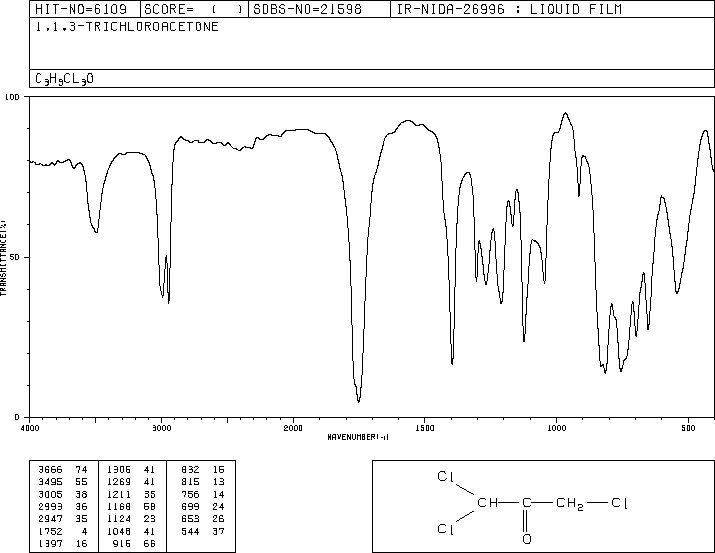 HIT-NO=6109 SCORE= ( ) SDBS-NO=21598 IR-NIDA-26996 : LIQUID FILM
1,1,3-TRICHLOROACETONE
C3H3CL3O
100
50
0
TRANSMITTANCE(%)
4000 3000 2000 1500 1000 500
WAVENUMBER(-1)
3666 74 1306 41 832 15
3495 55 1269 41 815 13
3005 38 1211 35 756 14
2993 36 1168 58 699 24
2947 35 1124 23 653 26
1752 4 1048 41 544 37
1397 16 916 66
Cl
CH C CH2 Cl
Cl
O